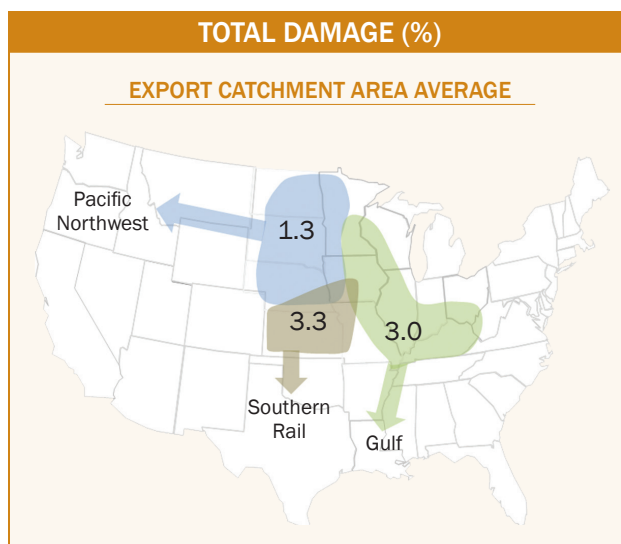 TOTAL DAMAGE (%)
EXPORT CATCHMENT AREA AVERAGE
Pacific
Northwest
1.3
3.3
3.0
Southern
Rail
Gulf